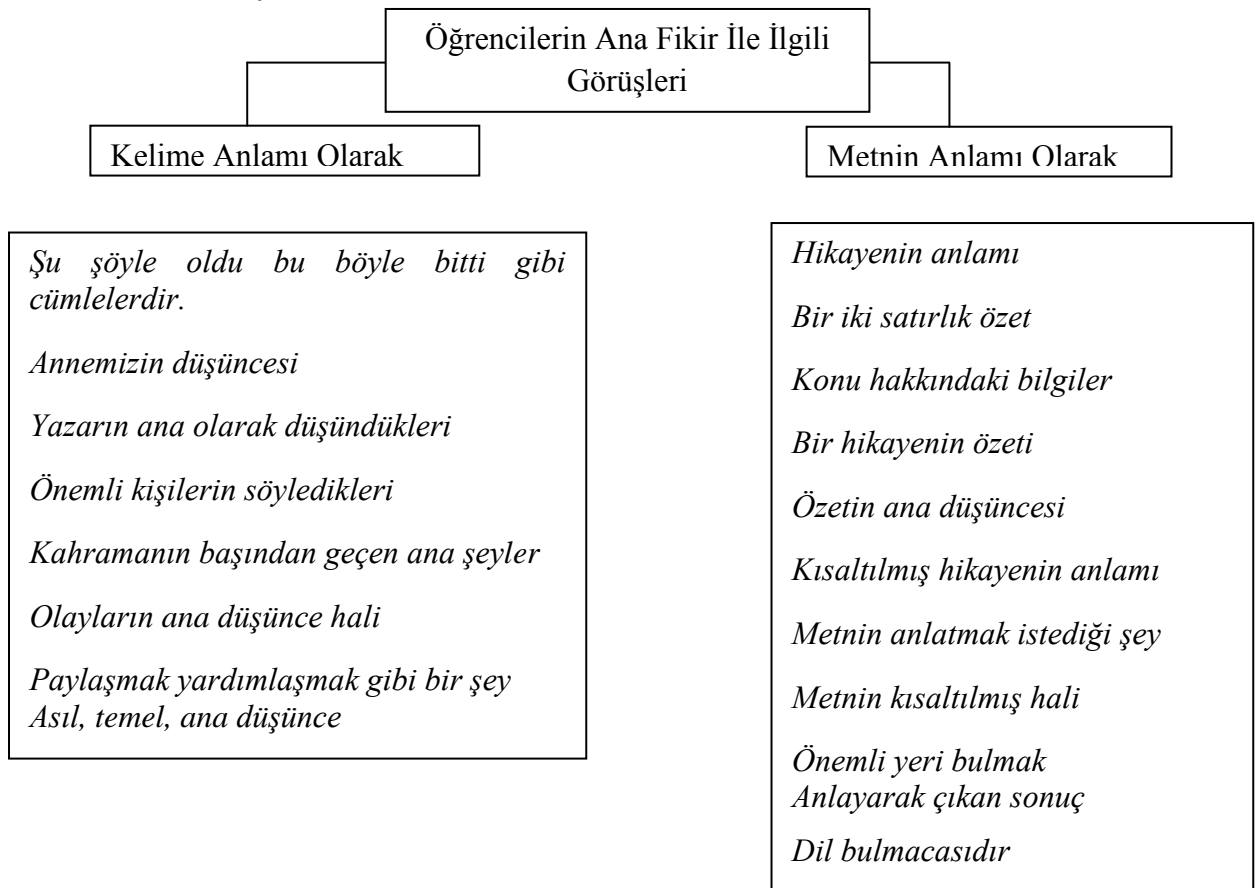 Öğrencilerin Ana Fikir İle İlgili
Görüşleri
Kelime Anlamı Olarak
Metnin Anlamı Olarak
Şu şöyle oldu bu böyle bitti gibi
cümlelerdir.
Annemizin düşüncesi
Yazarın ana olarak düşündükleri
Önemli kişilerin söyledikleri
Kahramanın başından geçen ana şeyler
Olayların ana düşünce hali
Paylaşmak yardımlaşmak gibi bir şey
Asıl, temel, ana düşünce
Hikayenin anlamı
Bir iki satırlık özet
Konu hakkındaki bilgiler
Bir hikayenin özeti
Özetin ana düşüncesi
Kısaltılmış hikayenin anlamı
Metnin anlatmak istediği şey
Metnin kısaltılmış hali
Önemli yeri bulmak
Anlayarak çıkan sonuç
Dil bulmacasıdır